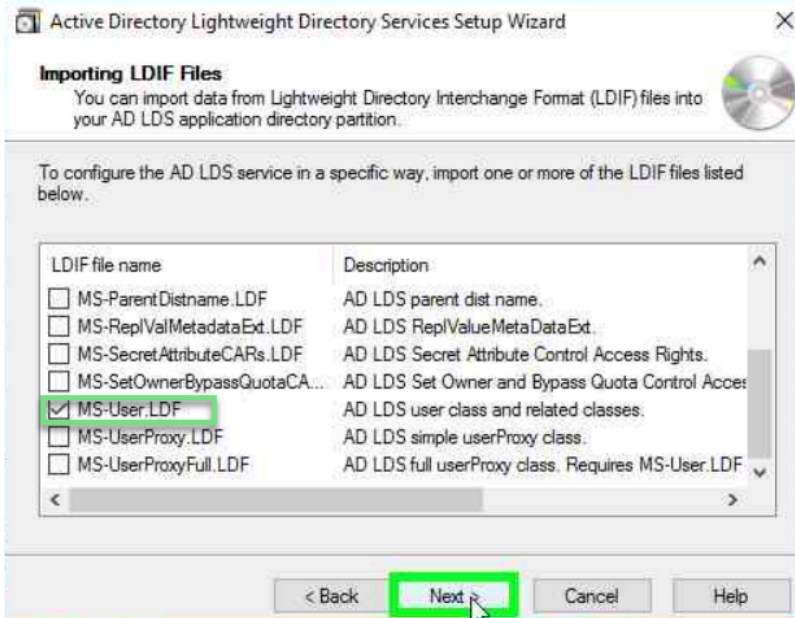 Active Directory Lightweight Directory Services Setup Wizard
Importing LDIF Files
You can import data from Lightweight Directory Interchange Format (LDIF) files into
your AD LDS application directory partition.
To configure the AD LDS service in a specific way, import one or more of the LDIF files listed
below.
LDIF file name Description
MS-ParentDistname.LDF AD LDS parent dist name.
MS-ReplValMetadataExt.LDF AD LDS ReplValueMetaDataExt.
MS-SecretAttributeCARs.LDF AD LDS Secret Attribute Control Access Rights.
MS-SetOwnerBypassQuotaCA... AD LDS Set Owner and Bypass Quota Control Acces
MS-User.LDF AD LDS user class and related classes.
MS-UserProxy.LDF AD LDS simple userProxy class.
MS-UserProxyFull.LDF AD LDS full userProxy class. Requires MS-User.LDF
< Back Next > Cancel Help